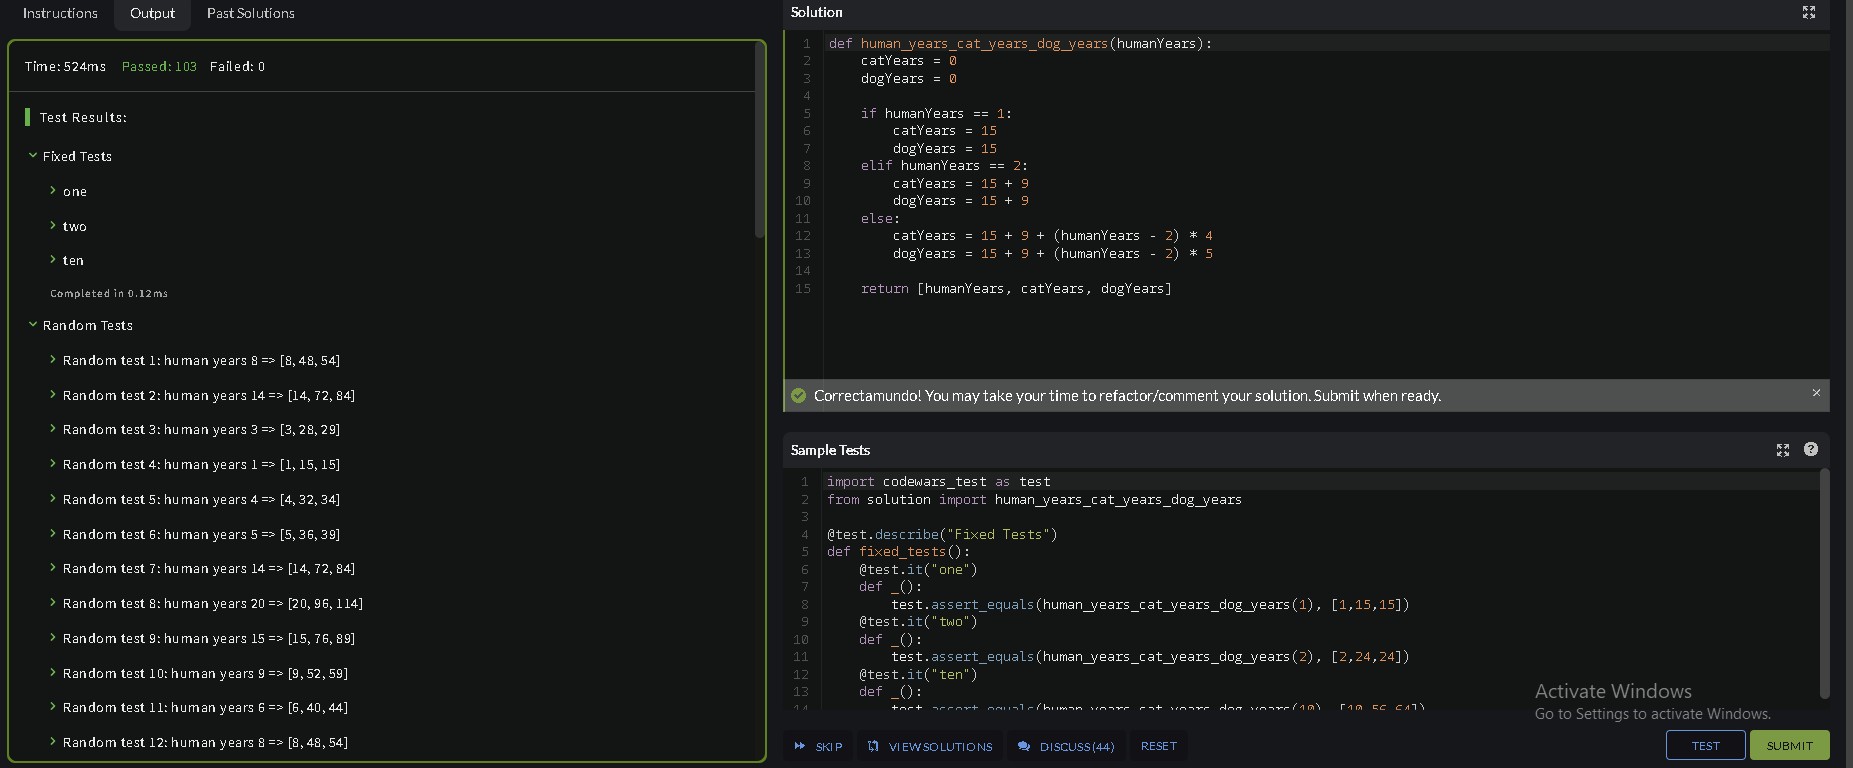 Instructions
Output
Past Solutions
Time: 524ms Passed: 103 Failed: 0
Test Results:
Fixed Tests
one
two
ten
Completed in 0.12ms
Random Tests
Random test 1: human years 8 => [8, 48, 54]
Random test 2: human years 14 => [14, 72, 84]
Random test 3: human years 3 => [3, 28, 29]
Random test 4: human years 1 => [1, 15, 15]
Random test 5: human years 4 => [4, 32, 34]
Random test 6: human years 5 => [5, 36, 39]
Random test 7: human years 14 => [14, 72, 84]
Random test 8: human years 20 => [20, 96, 114]
Random test 9: human years 15 => [15, 76, 89]
Random test 10: human years 9 => [9, 52, 59]
Random test 11: human years 6 => [6, 40, 44]
Random test 12: human years 8 => [8, 48, 54]
Solution
1 def human_years_cat_years_dog_years(humanYears):
2     catYears = 0
3     dogYears = 0
4
5     if humanYears == 1:
6         catYears = 15
7         dogYears = 15
8     elif humanYears == 2:
9         catYears = 15 + 9
10         dogYears = 15 + 9
11     else:
12         catYears = 15 + 9 + (humanYears - 2) * 4
13         dogYears = 15 + 9 + (humanYears - 2) * 5
14
15     return [humanYears, catYears, dogYears]
Correctamundo! You may take your time to refactor/comment your solution. Submit when ready.
Sample Tests
1 import codewars_test as test
2 from solution import human_years_cat_years_dog_years
3
4 @test.describe("Fixed Tests")
5 def fixed_tests():
6     @test.it("one")
7     def _():
8         test.assert_equals(human_years_cat_years_dog_years(1), [1,15,15])
9     @test.it("two")
10     def _():
11         test.assert_equals(human_years_cat_years_dog_years(2), [2,24,24])
12     @test.it("ten")
13     def _():
14         test.assert_equals(human_years_cat_years_dog_years(10), [10,56,64])
Activate Windows
Go to Settings to activate Windows.
SKIP
VIEW SOLUTIONS
DISCUSS (44)
RESET
TEST
SUBMIT